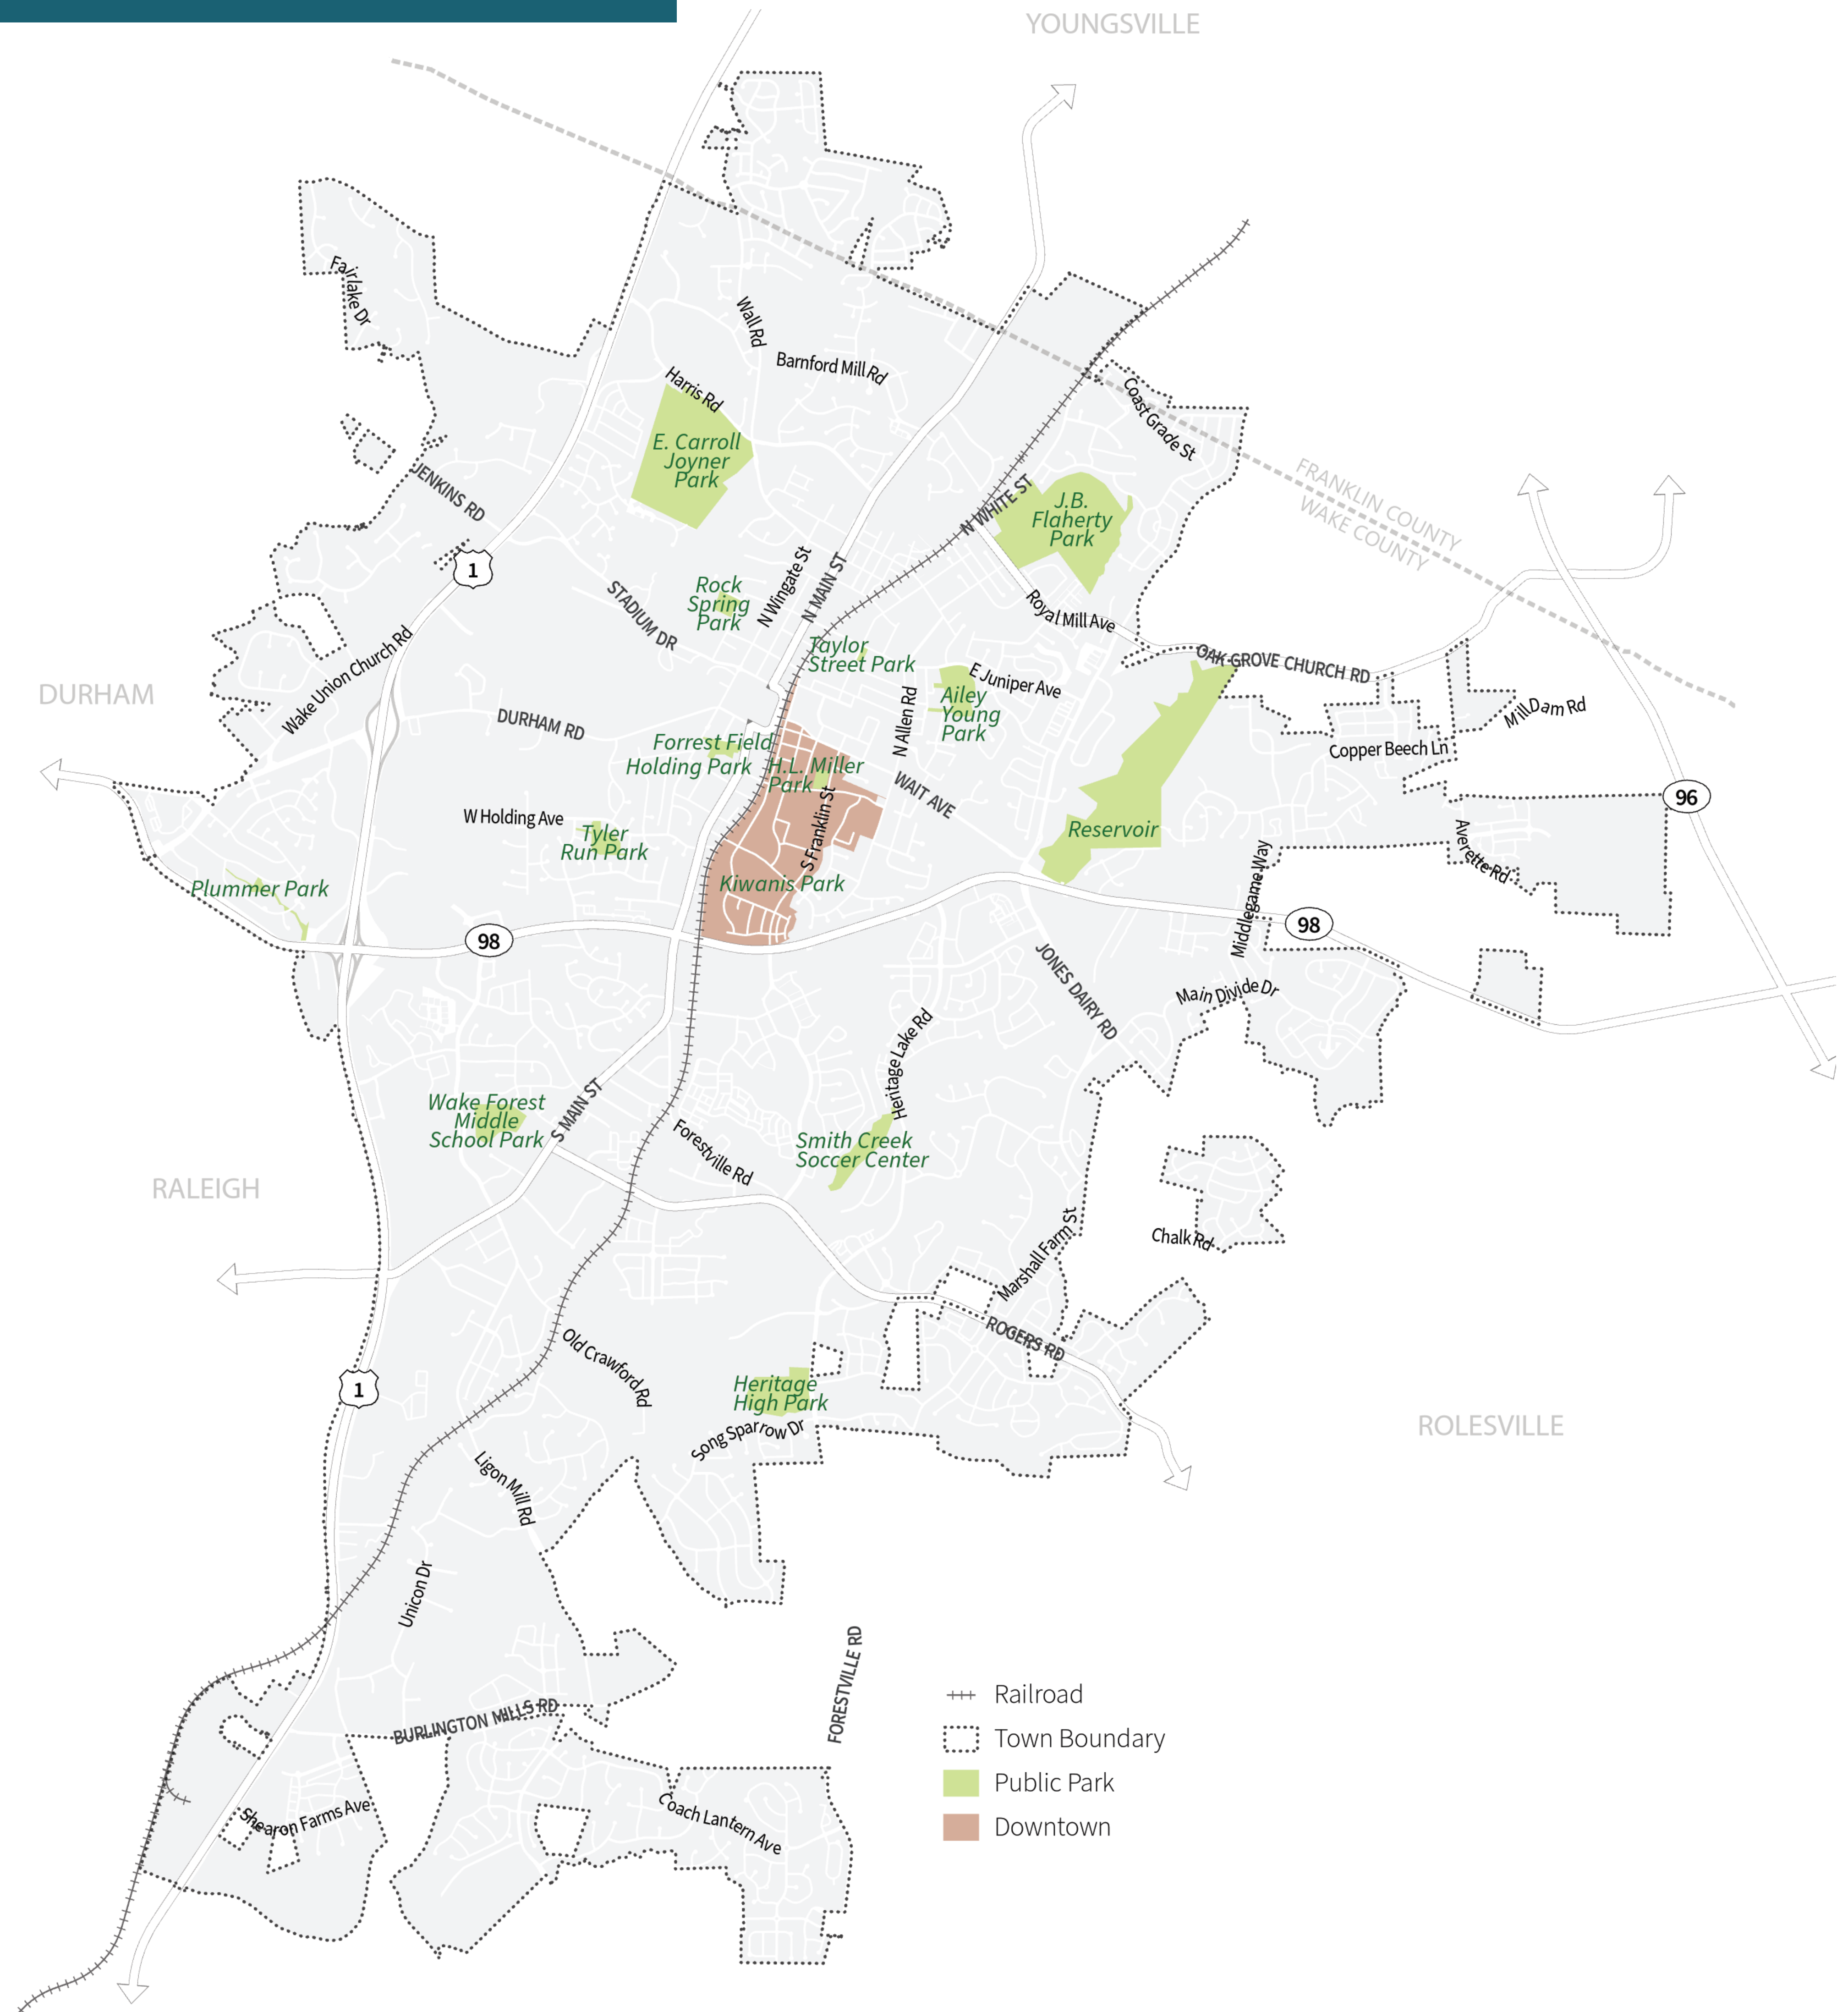 YOUNGSVILLE
Fairlake Dr
Wall Rd
Barnford Mill Rd
Harris Rd
Coast Grade St
E. Carroll
Joyner
Park
JENKINS RD
N WHITE ST
J.B.
Flaherty
Park
FRANKLIN COUNTY
WAKE COUNTY
1
N Wingate St
N MAIN ST
Rock
Spring
Park
STADIUM DR
Royal Mill Ave
Wake Union Church Rd
Taylor
Street Park
OAK GROVE CHURCH RD
E Juniper Ave
DURHAM
DURHAM RD
N Allen Rd
Ailey
Young
Park
Mill Dam Rd
Copper Beech Ln
Forrest Field
Holding Park
H.L. Miller
Park
WAIT AVE
96
W Holding Ave
Tyler
Run Park
S Franklin St
Reservoir
Averette Rd
Plummer Park
Kiwanis Park
Middlegame Way
98
98
JONES DAIRY RD
Main Divide Dr
Heritage Lake Rd
Wake Forest
Middle
School Park
S MAIN ST
Forestville Rd
Smith Creek
Soccer Center
RALEIGH
Marshall Farm St
Chalk Rd
ROGERS RD
Old Crawford Rd
1
Heritage
High Park
Song Sparrow Dr
ROLESVILLE
Ligon Mill Rd
Unicon Dr
FORESTVILLE RD
BURLINGTON MILLS RD
Shearon Farms Ave
Coach Lantern Ave
Railroad
Town Boundary
Public Park
Downtown